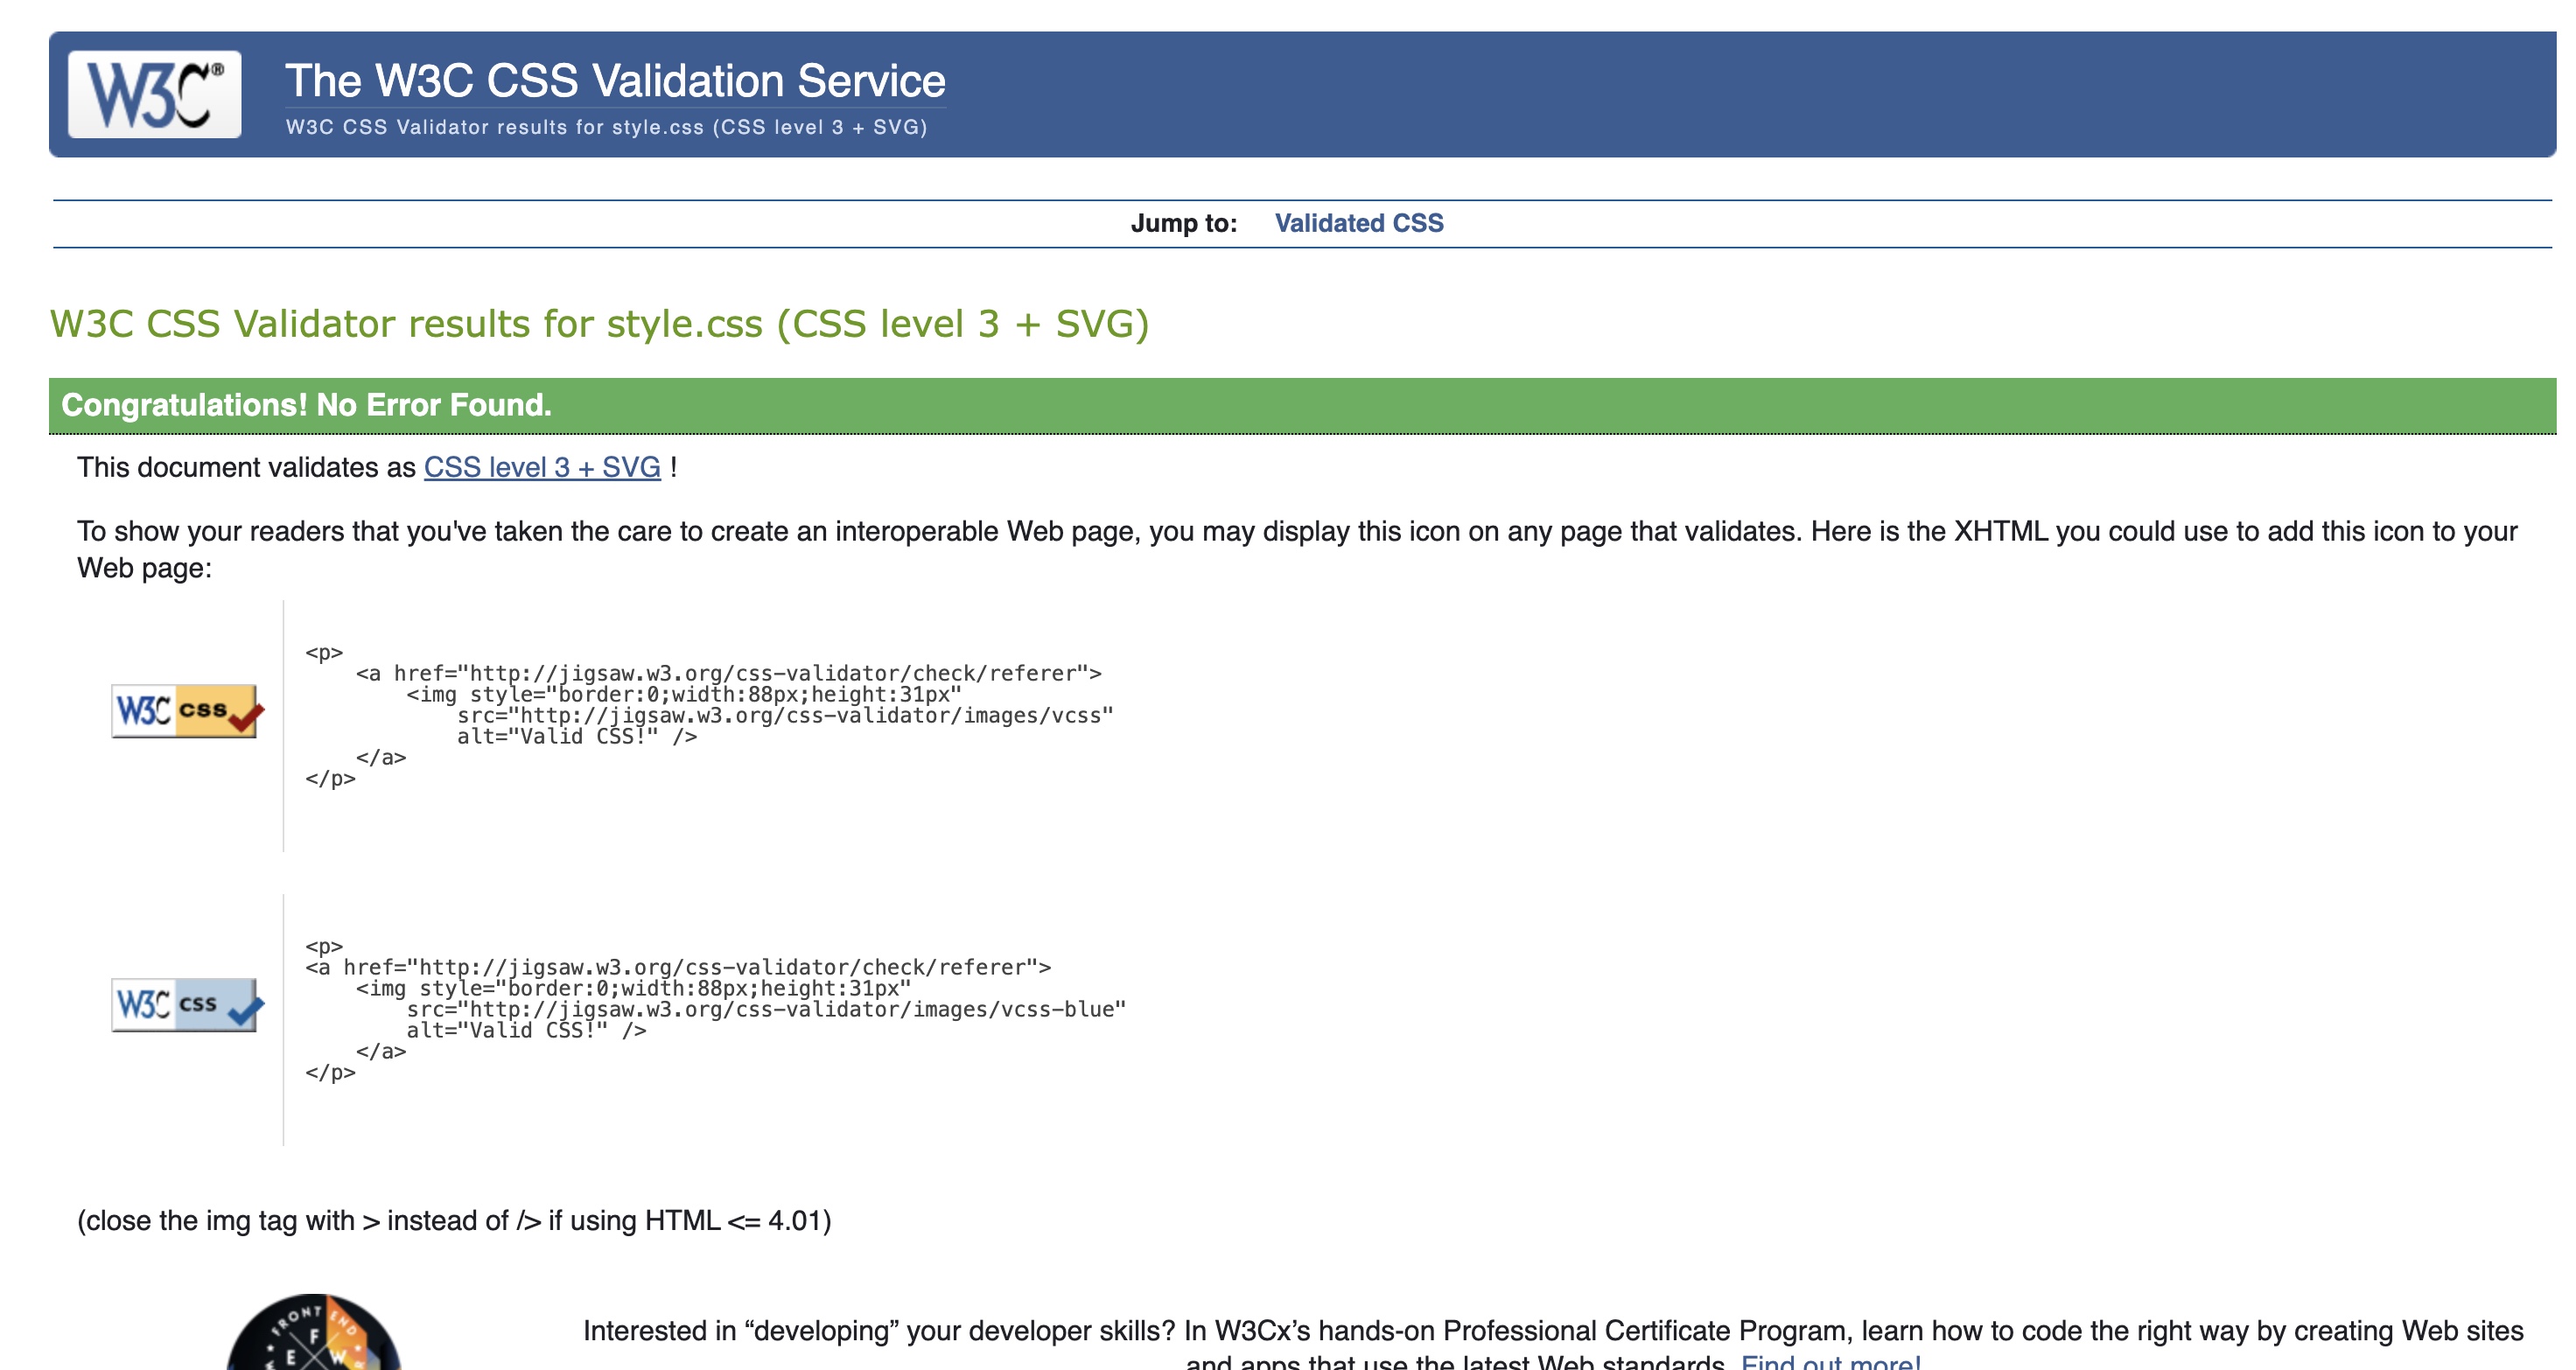 W3C®
The W3C CSS Validation Service
W3C CSS Validator results for style.css (CSS level 3 + SVG)
Jump to: Validated CSS
W3C CSS Validator results for style.css (CSS level 3 + SVG)
Congratulations! No Error Found.
This document validates as CSS level 3 + SVG !
To show your readers that you've taken the care to create an interoperable Web page, you may display this icon on any page that validates. Here is the XHTML you could use to add this icon to your
Web page:
W3C css
<p>
    <a href="http://jigsaw.w3.org/css-validator/check/referer">
        <img style="border:0;width:88px;height:31px"
            src="http://jigsaw.w3.org/css-validator/images/vcss"
            alt="Valid CSS!" />
    </a>
</p>
W3C css
<p>
<a href="http://jigsaw.w3.org/css-validator/check/referer">
    <img style="border:0;width:88px;height:31px"
        src="http://jigsaw.w3.org/css-validator/images/vcss-blue"
        alt="Valid CSS!" />
    </a>
</p>
(close the img tag with > instead of /> if using HTML <= 4.01)
FRONT END
F
E W
Interested in “developing” your developer skills? In W3Cx’s hands-on Professional Certificate Program, learn how to code the right way by creating Web sites
and apps that use the latest Web standards. Find out more!